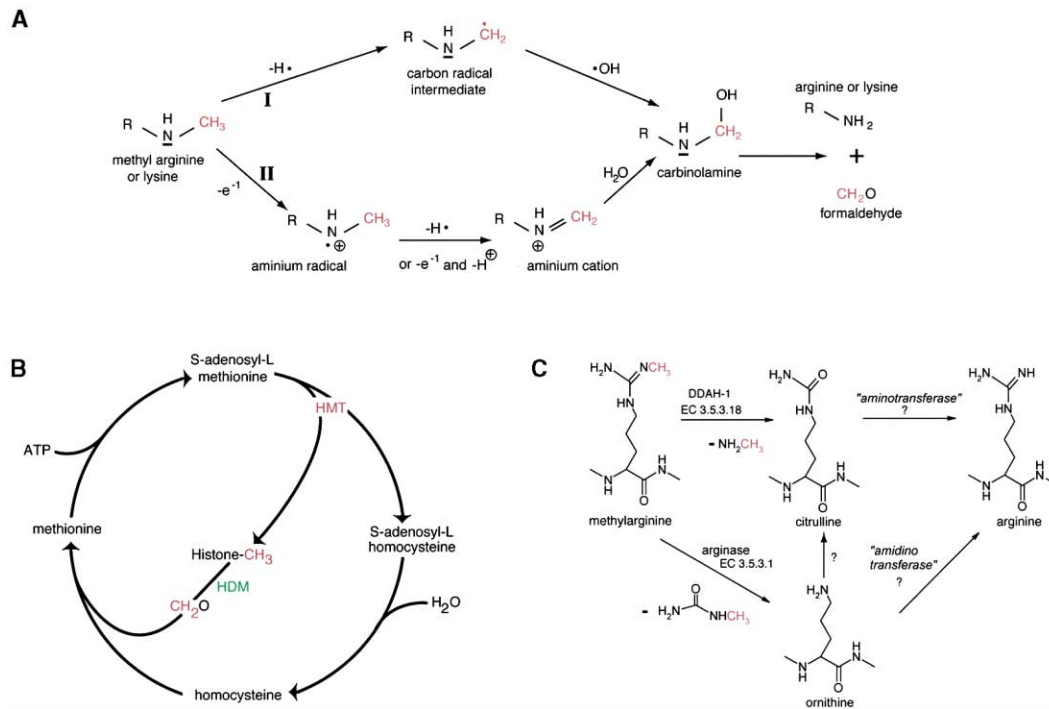 A
R
H
N
CH2
carbon radical
intermediate
-H•
I
•OH
R
H
N
CH3
methyl arginine
or lysine
II
-e-1
R
H
N
•⊕
CH3
aminium radical
-H•
or -e-1 and -H⊕
R
H
N
⊕
CH2
aminium cation
H2O
R
H
N
OH
CH2
carbinolamine
arginine or lysine
R
NH2
+
CH2O
formaldehyde
B
S-adenosyl-L
methionine
HMT
ATP
methionine
Histone-CH3
HDM
CH2O
S-adenosyl-L
homocysteine
H2O
homocysteine
C
H2N
NCH3
HN
N
H
H
N
O
methylarginine
DDAH-1
EC 3.5.3.18
- NH2CH3
H2N
O
HN
N
H
H
N
O
citrulline
"aminotransferase"
?
H2N
NH
HN
N
H
H
N
O
arginine
arginase
EC 3.5.3.1
- H2N
O
NHCH3
?
"amidino
transferase"
?
H2N
N
H
H
N
O
ornithine